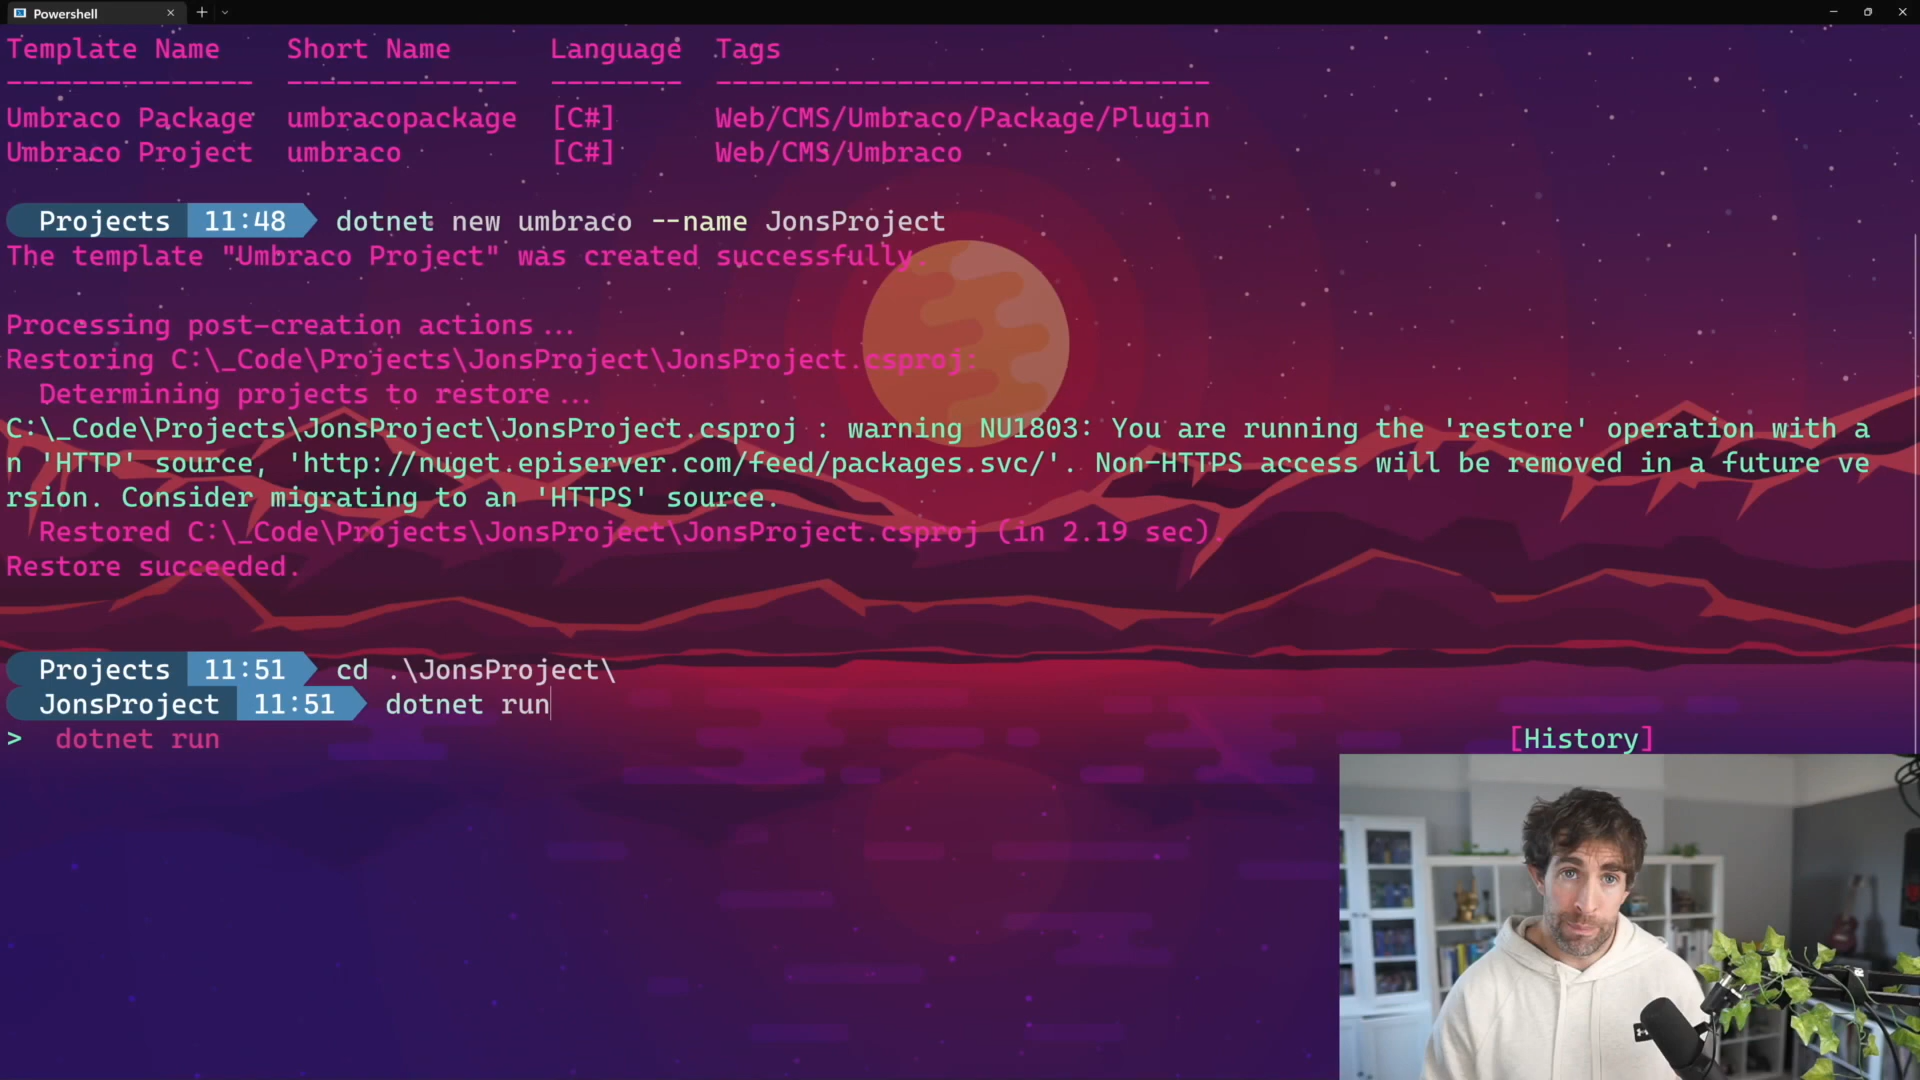 Powershell
Template Name Short Name Language Tags
Umbraco Package umbracopackage [C#] Web/CMS/Umbraco/Package/Plugin
Umbraco Project umbraco [C#] Web/CMS/Umbraco
Projects 11:48 dotnet new umbraco --name JonsProject
The template "Umbraco Project" was created successfully.
Processing post-creation actions...
Restoring C:\_Code\Projects\JonsProject\JonsProject.csproj:
Determining projects to restore...
C:\_Code\Projects\JonsProject\JonsProject.csproj : warning NU1803: You are running the 'restore' operation with a
n 'HTTP' source, 'http://nuget.episerver.com/feed/packages.svc/'. Non-HTTPS access will be removed in a future ve
rsion. Consider migrating to an 'HTTPS' source.
Restored C:\_Code\Projects\JonsProject\JonsProject.csproj (in 2.19 sec).
Restore succeeded.
Projects 11:51 cd .\JonsProject\
JonsProject 11:51 dotnet run
> dotnet run [History]